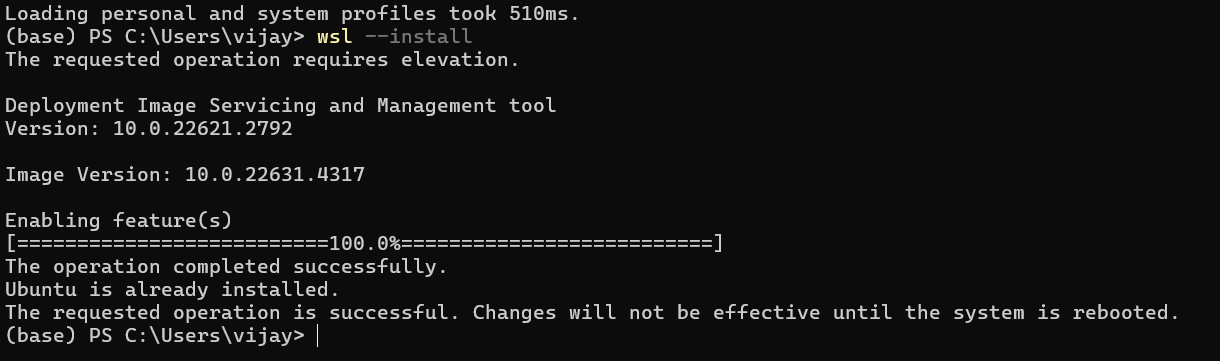 Loading personal and system profiles took 510ms.
(base) PS C:\Users\vijay> wsl --install
The requested operation requires elevation.
Deployment Image Servicing and Management tool
Version: 10.0.22621.2792
Image Version: 10.0.22631.4317
Enabling feature(s)
[==========================100.0%==========================]
The operation completed successfully.
Ubuntu is already installed.
The requested operation is successful. Changes will not be effective until the system is rebooted.
(base) PS C:\Users\vijay>